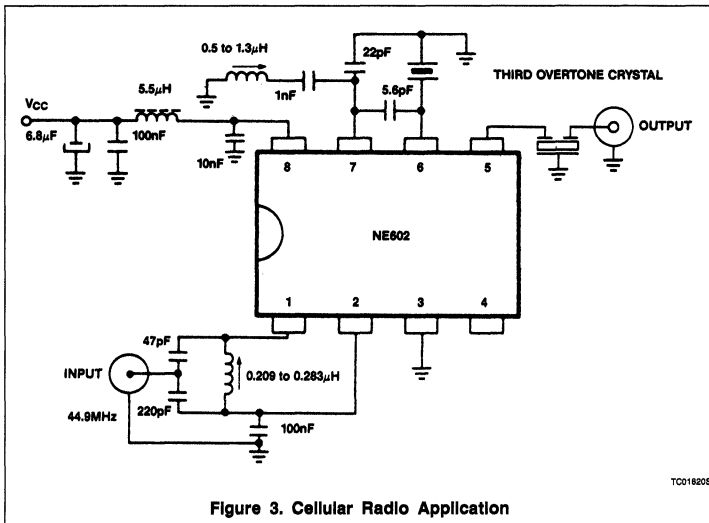 0.5 to 1.3μH
22pF
THIRD OVERTONE CRYSTAL
5.5μH
1nF
5.6pF
VCC
6.8μF
100nF
OUTPUT
10nF
8
7
6
5
NE602
1
2
3
4
47pF
INPUT
0.209 to 0.283μH
220pF
44.9MHz
100nF
TC01820S
Figure 3. Cellular Radio Application